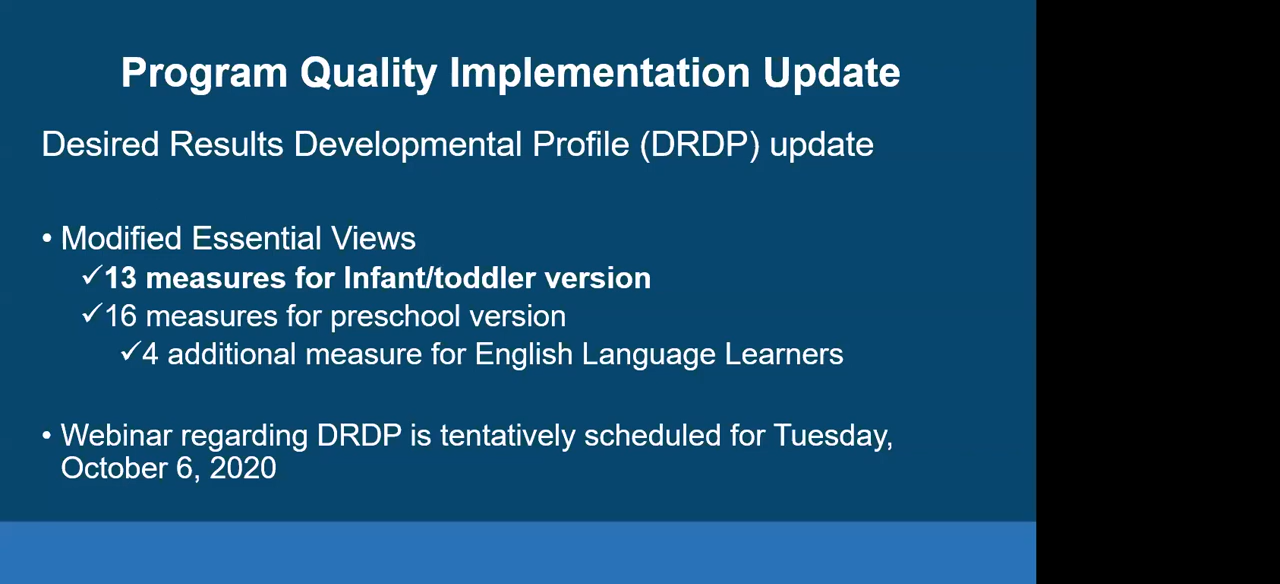 Program Quality Implementation Update
Desired Results Developmental Profile (DRDP) update
• Modified Essential Views
✓13 measures for Infant/toddler version
✓16 measures for preschool version
✓4 additional measure for English Language Learners
• Webinar regarding DRDP is tentatively scheduled for Tuesday,
October 6, 2020